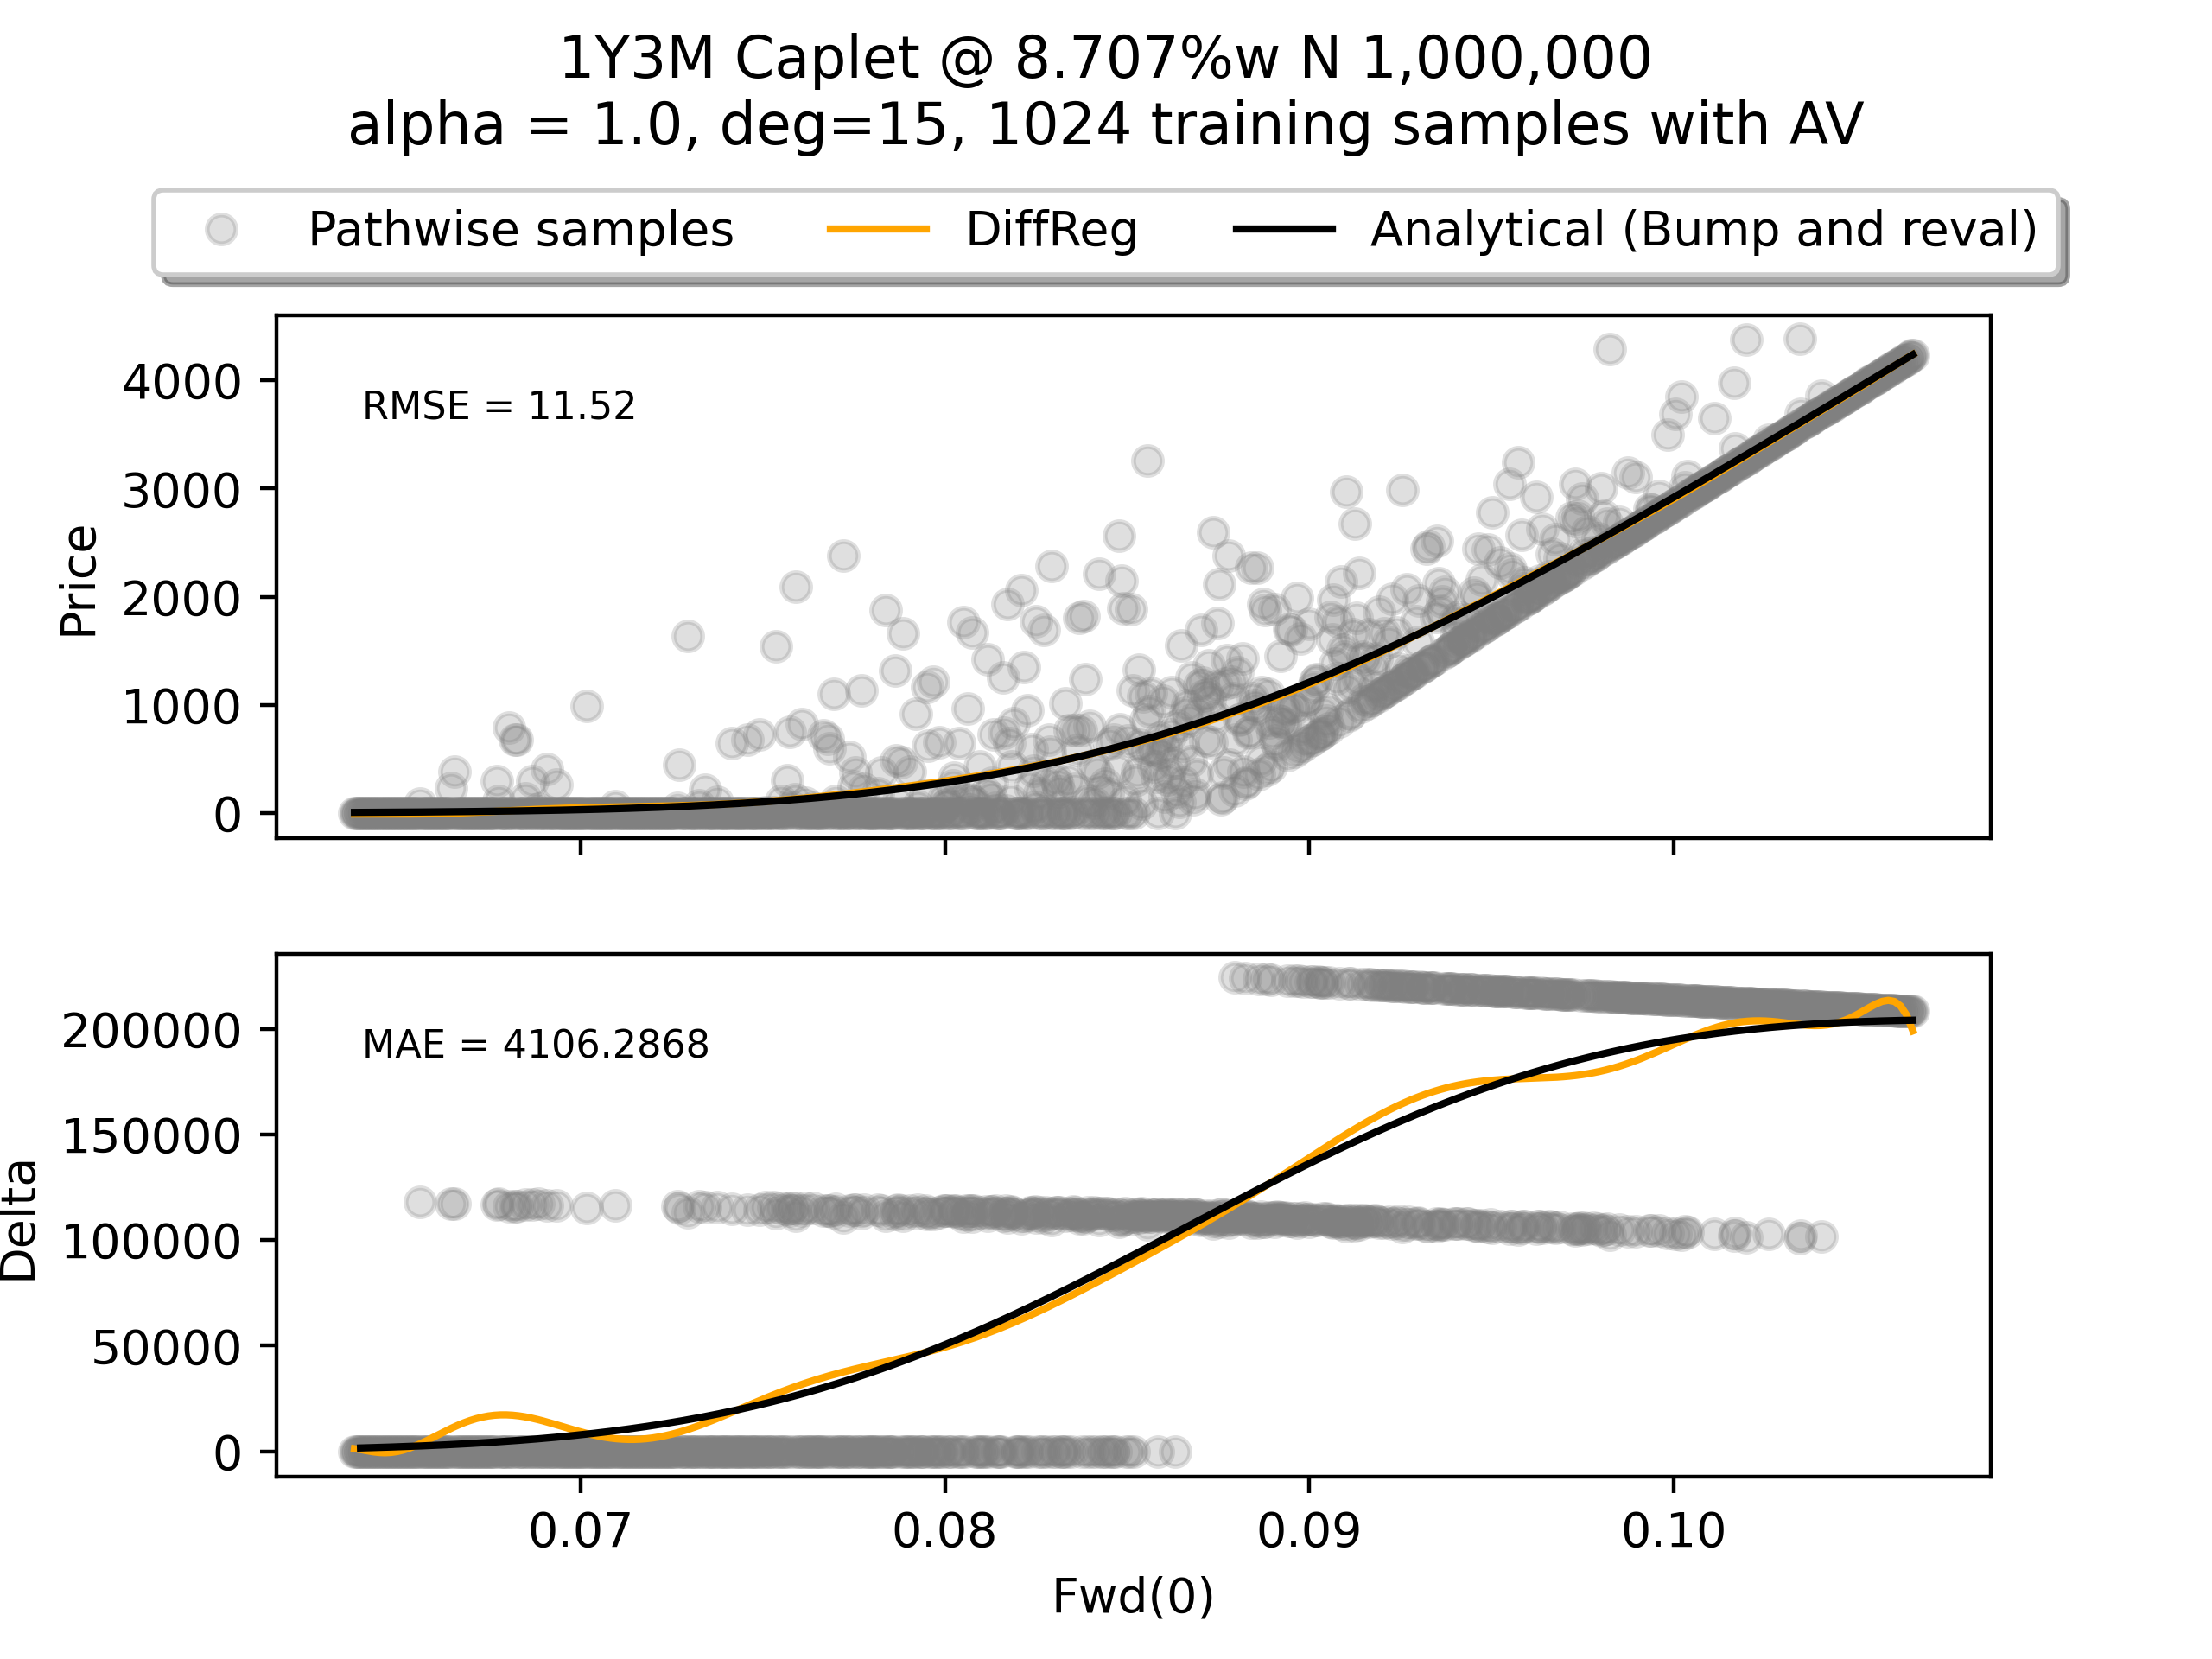 1Y3M Caplet @ 8.707%w N 1,000,000
alpha = 1.0, deg=15, 1024 training samples with AV
Pathwise samples DiffReg Analytical (Bump and reval)
4000
3000
2000
1000
0
Price
RMSE = 11.52
200000
150000
100000
50000
0
Delta
MAE = 4106.2868
0.07 0.08 0.09 0.10
Fwd(0)